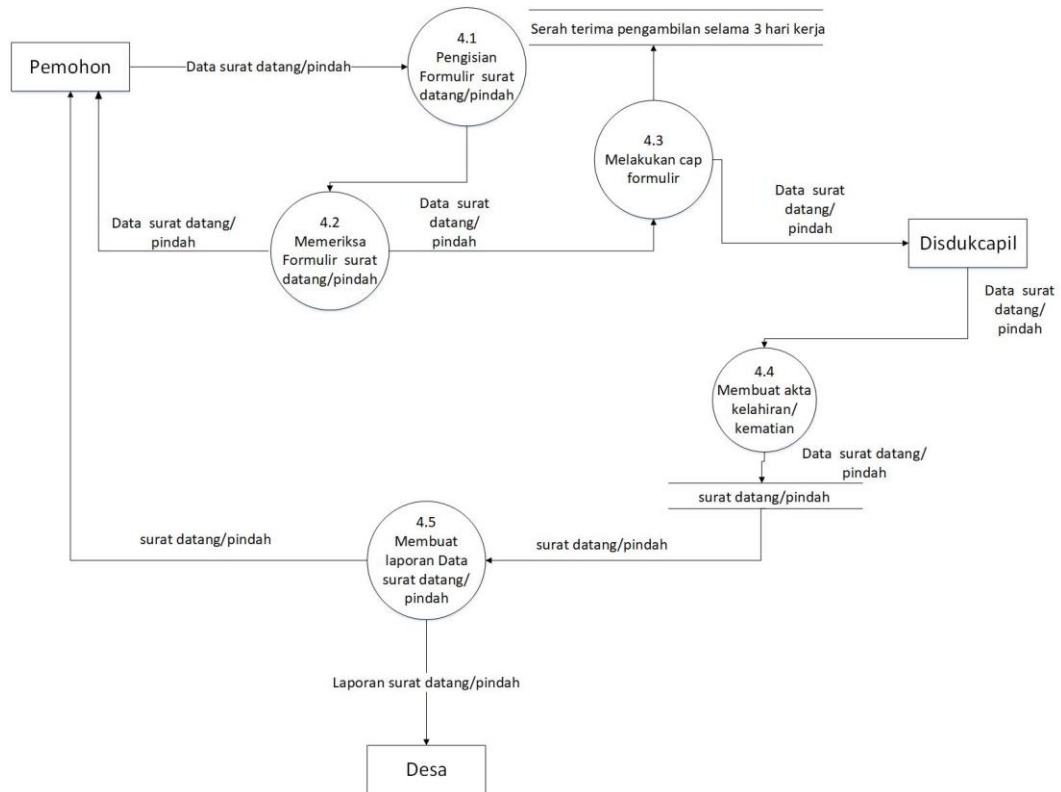 Pemohon
Data surat datang/pindah
4.1
Pengisian
Formulir surat
datang/pindah
Serah terima pengambilan selama 3 hari kerja
4.3
Melakukan cap
formulir
Data surat datang/
pindah
4.2
Memeriksa
Formulir surat
datang/pindah
Data surat
datang/
pindah
Data surat
datang/
pindah
Disdukcapil
Data surat
datang/
pindah
4.4
Membuat akta
kelahiran/
kematian
Data surat datang/
pindah
surat datang/pindah
surat datang/pindah
4.5
Membuat
laporan Data
surat datang/
pindah
surat datang/pindah
Laporan surat datang/pindah
Desa